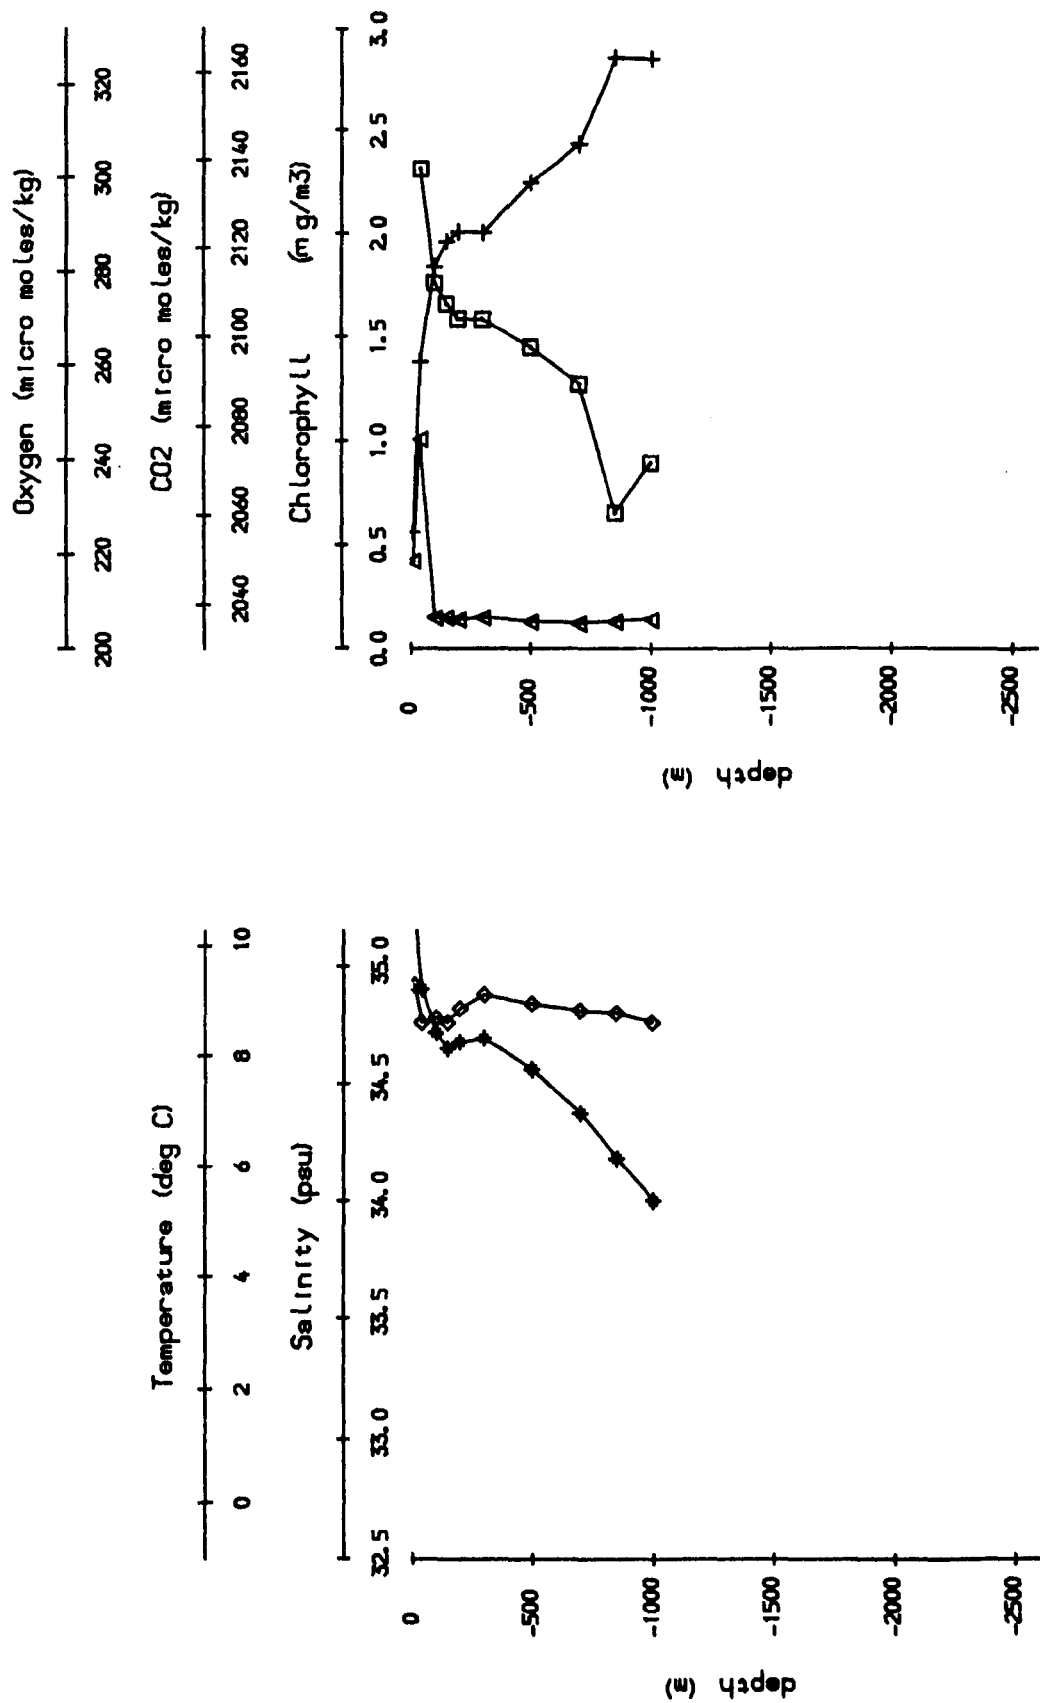 Temperature (deg C)
0 2 4 6 8 10
Salinity (psu)
32.5 33.0 33.5 34.0 34.5 35.0
0
-500
-1000
-1500
-2000
-2500
depth (m)
Oxygen (micro moles/kg)
200 220 240 260 280 300 320
CO2 (micro moles/kg)
2040 2060 2080 2100 2120 2140 2160
Chlorophyll (mg/m3)
0.0 0.5 1.0 1.5 2.0 2.5 3.0
0
-500
-1000
-1500
-2000
-2500
depth (m)